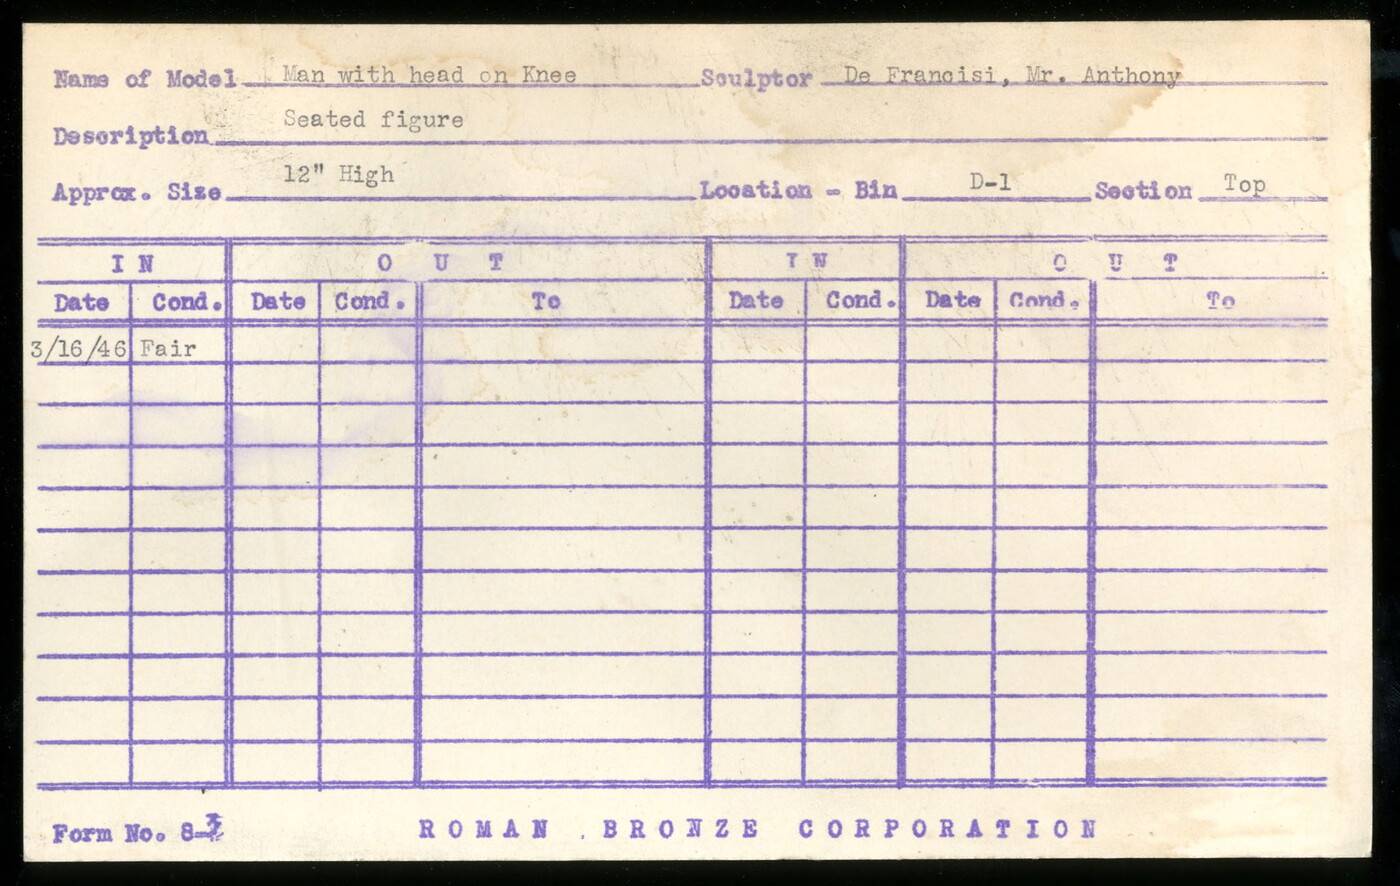 Name of Model Man with head on Knee Sculptor De Francisi, Mr. Anthony
Description Seated figure
Approx. Size 12" High Location - Bin D-1 Section Top
IN OUT IN OUT
Date Cond. Date Cond. To Date Cond. Date Cond. To
3/16/46 Fair
Form No. 8-3 ROMAN BRONZE CORPORATION